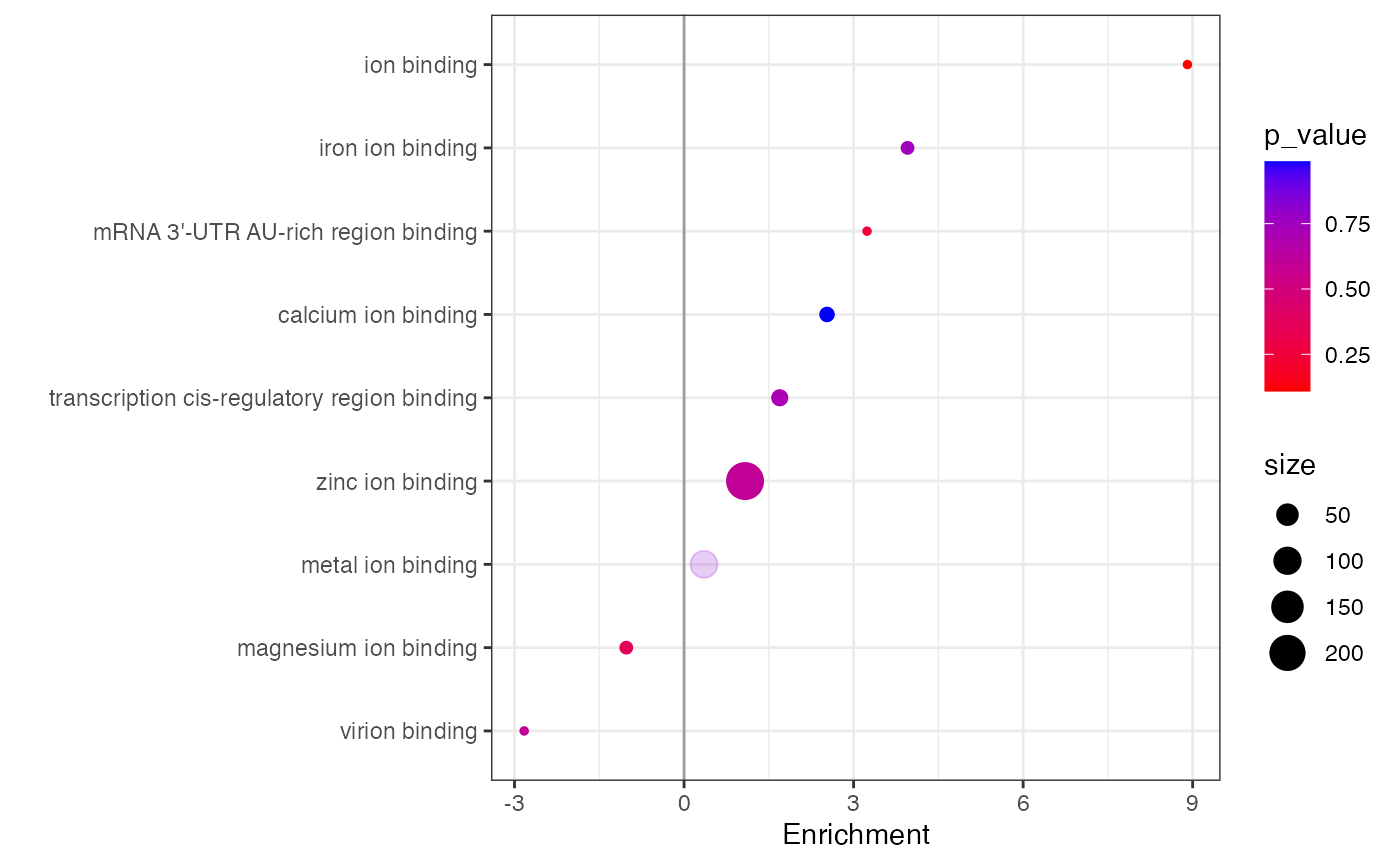 ion binding
iron ion binding
mRNA 3'-UTR AU-rich region binding
calcium ion binding
transcription cis-regulatory region binding
zinc ion binding
metal ion binding
magnesium ion binding
virion binding
-3 0 3 6 9
Enrichment
p_value
0.75
0.50
0.25
size
50
100
150
200